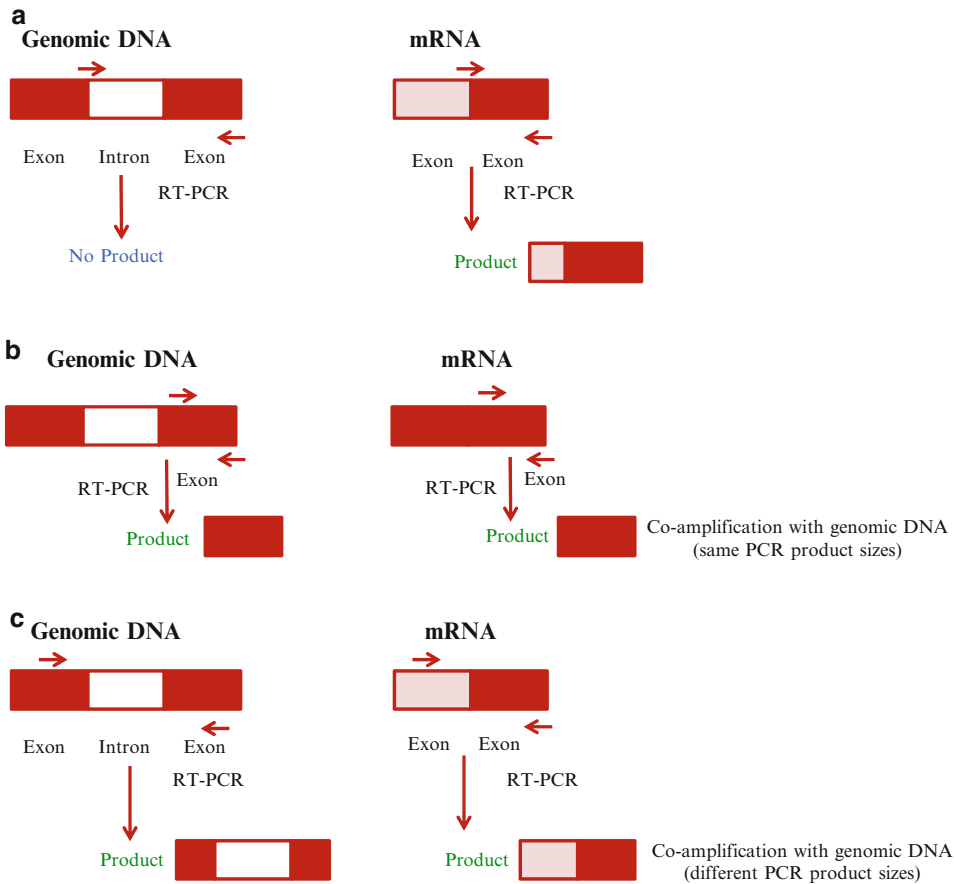 a
Genomic DNA
mRNA
Exon Intron Exon
Exon Exon
RT-PCR
RT-PCR
No Product
Product
b
Genomic DNA
mRNA
RT-PCR Exon
RT-PCR Exon
Product
Product
Co-amplification with genomic DNA
(same PCR product sizes)
c
Genomic DNA
mRNA
Exon Intron Exon
Exon Exon
RT-PCR
RT-PCR
Product
Product
Co-amplification with genomic DNA
(different PCR product sizes)